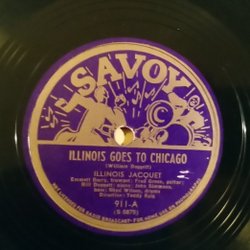 SAVOY
ILLINOIS GOES TO CHICAGO
(William Doggett)
ILLINOIS JACQUET
Emmett Berry, trumpet; Fred Green, guitar;
Bill Doggett, piano; John Simmons,
bass; Shad Wilson, drums
Direction: Teddy Reig
911-A
(S 5879)